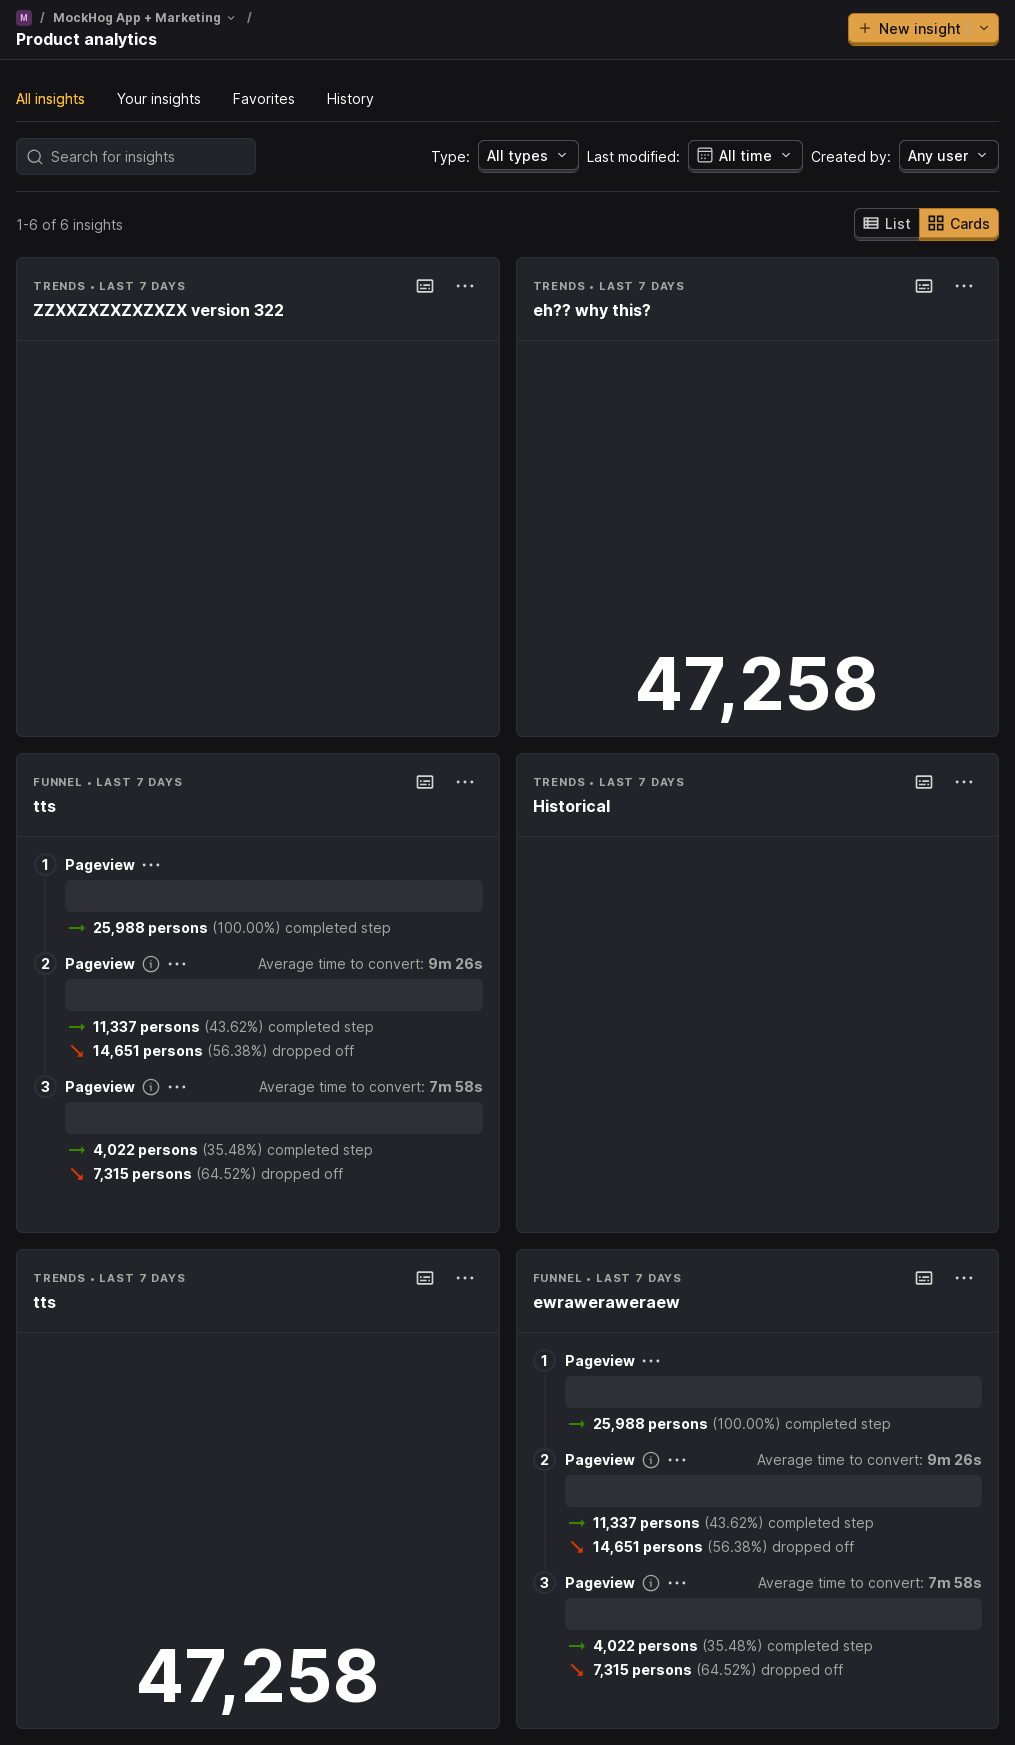 M / MockHog App + Marketing /
Product analytics
New insight
All insights Your insights Favorites History
Search for insights Type: All types Last modified: All time Created by: Any user
1-6 of 6 insights List Cards
TRENDS • LAST 7 DAYS
ZZXXZXZXZXZXZX version 322
TRENDS • LAST 7 DAYS
eh?? why this?
47,258
FUNNEL • LAST 7 DAYS
tts
1 Pageview
25,988 persons (100.00%) completed step
2 Pageview Average time to convert: 9m 26s
11,337 persons (43.62%) completed step
14,651 persons (56.38%) dropped off
3 Pageview Average time to convert: 7m 58s
4,022 persons (35.48%) completed step
7,315 persons (64.52%) dropped off
TRENDS • LAST 7 DAYS
Historical
TRENDS • LAST 7 DAYS
tts
47,258
FUNNEL • LAST 7 DAYS
ewraweraweraew
1 Pageview
25,988 persons (100.00%) completed step
2 Pageview Average time to convert: 9m 26s
11,337 persons (43.62%) completed step
14,651 persons (56.38%) dropped off
3 Pageview Average time to convert: 7m 58s
4,022 persons (35.48%) completed step
7,315 persons (64.52%) dropped off